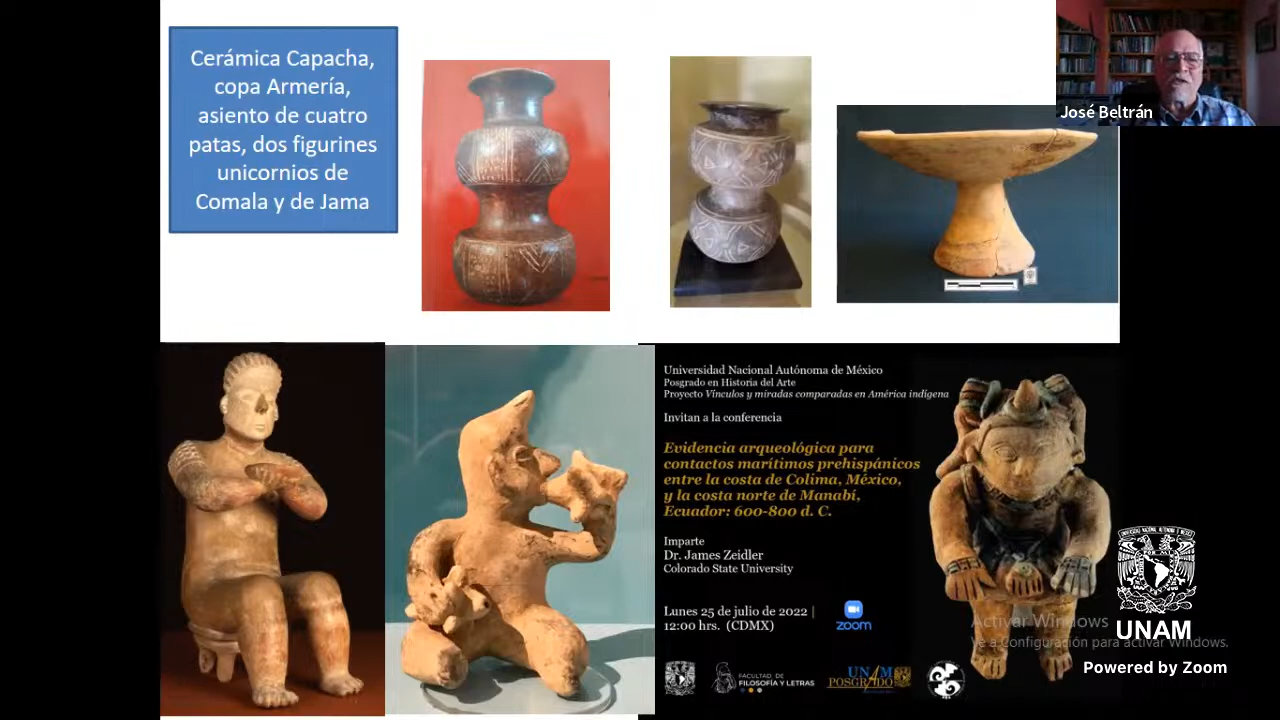 Cerámica Capacha,
copa Armería,
asiento de cuatro
patas, dos figurines
unicornios de
Comala y de Jama
José Beltrán
Universidad Nacional Autónoma de México
Posgrado en Historia del Arte
Proyecto Vínculos y miradas comparadas en América indígena
Invitan a la conferencia
Evidencia arqueológica para
contactos marítimos prehispánicos
entre la costa de Colima, México,
y la costa norte de Manabí,
Ecuador: 600-800 d. C.
Imparte
Dr. James Zeidler
Colorado State University
Lunes 25 de julio de 2022 |
12:00 hrs. (CDMX)
zoom
FACULTAD DE
FILOSOFÍA Y LETRAS
UNAM
POSGRADO
Activar Windows
Ve a Configuración para activar Windows.
UNAM
Powered by Zoom